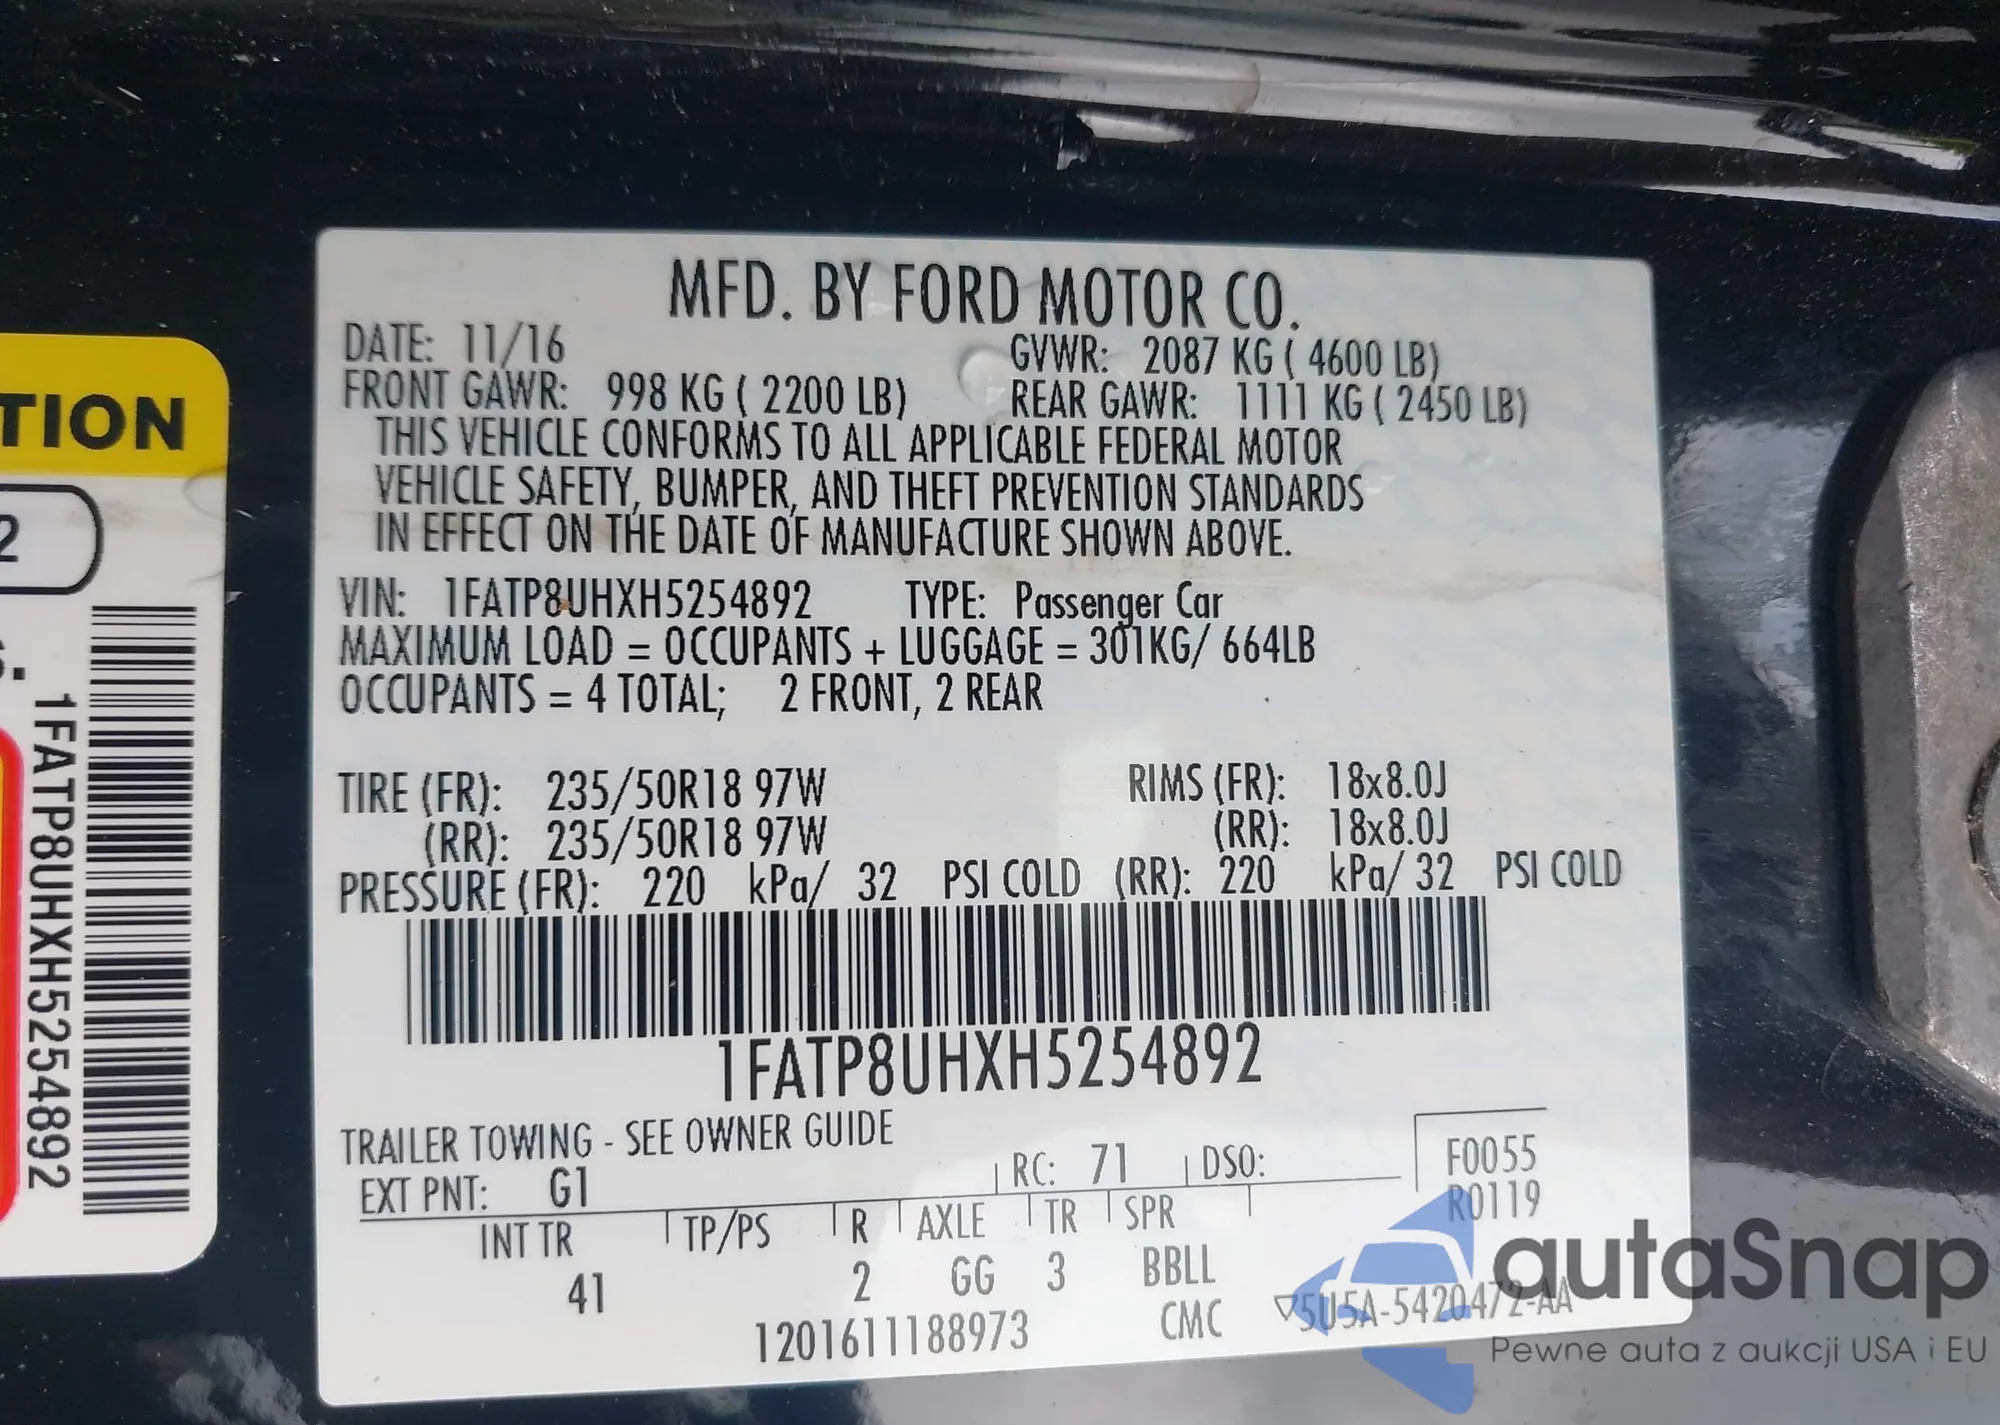 MFD. BY FORD MOTOR CO.
DATE: 11/16 GVWR: 2087 KG ( 4600 LB)
FRONT GAWR: 998 KG ( 2200 LB) REAR GAWR: 1111 KG ( 2450 LB)
THIS VEHICLE CONFORMS TO ALL APPLICABLE FEDERAL MOTOR
VEHICLE SAFETY, BUMPER, AND THEFT PREVENTION STANDARDS
IN EFFECT ON THE DATE OF MANUFACTURE SHOWN ABOVE.
VIN: 1FATP8UHXH5254892 TYPE: Passenger Car
MAXIMUM LOAD = OCCUPANTS + LUGGAGE = 301KG/ 664LB
OCCUPANTS = 4 TOTAL; 2 FRONT, 2 REAR
TIRE (FR): 235/50R18 97W RIMS (FR): 18x8.0J
(RR): 235/50R18 97W (RR): 18x8.0J
PRESSURE (FR): 220 kPa/ 32 PSI COLD (RR): 220 kPa/ 32 PSI COLD
1FATP8UHXH5254892
TRAILER TOWING - SEE OWNER GUIDE
EXT PNT: G1 RC: 71 DSO: F0055
R0119
INT TR TP/PS R AXLE TR SPR
41 2 GG 3 BBLL
1201611188973 CMC ▽5U5A-5420472-AA
TION
2
1FATP8UHXH5254892
autoSnap
Pewne auta z aukcji USA i EU